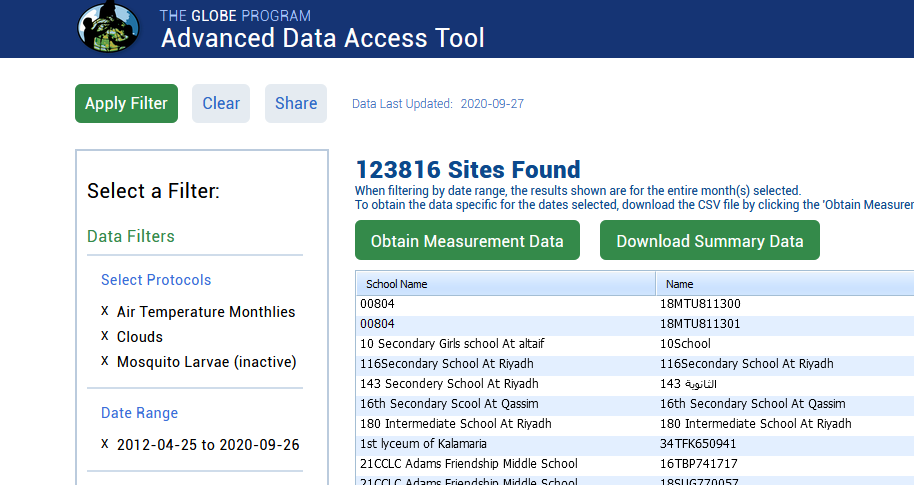 THE GLOBE PROGRAM
Advanced Data Access Tool
Apply Filter Clear Share Data Last Updated: 2020-09-27
Select a Filter:
Data Filters
Select Protocols
X Air Temperature Monthlies
X Clouds
X Mosquito Larvae (inactive)
Date Range
X 2012-04-25 to 2020-09-26
123816 Sites Found
When filtering by date range, the results shown are for the entire month(s) selected.
To obtain the data specific for the dates selected, download the CSV file by clicking the 'Obtain Measurer
Obtain Measurement Data Download Summary Data
School Name Name
00804 18MTU811300
00804 18MTU811301
10 Secondary Girls school At altaif 10School
116Secondary School At Riyadh 116Secondary School At Riyadh
143 Secondery School At Riyadh الثانوية 143
16th Secondary Scool At Qassim 16th Secondary School At Qassim
180 Intermediate School At Riyadh 180 Intermediate School At Riyadh
1st lyceum of Kalamaria 34TFK650941
21CCLC Adams Friendship Middle School 16TBP741717
21CCLC Adams Friendship Middle School 18SUG770057